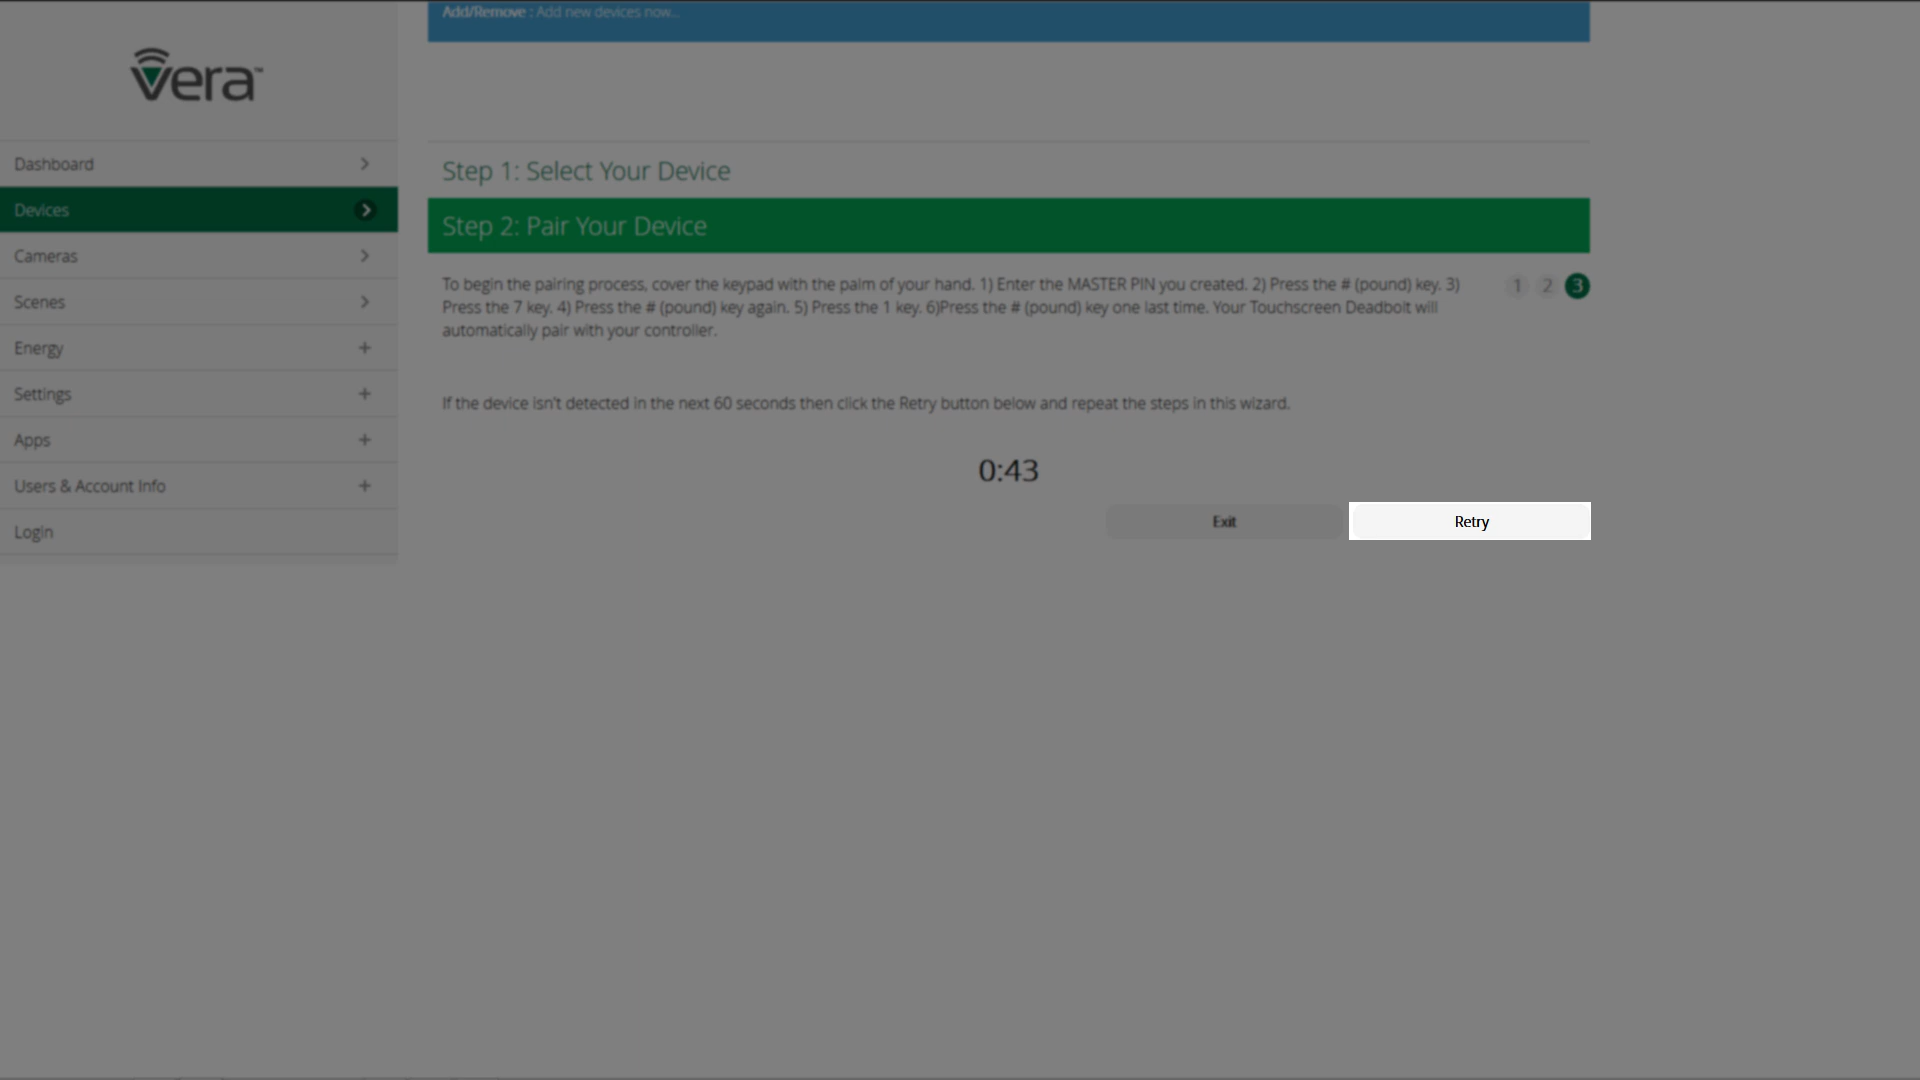 Add/Remove : Add new devices now...
vera™
Dashboard
Devices
Cameras
Scenes
Energy
Settings
Apps
Users & Account Info
Login
Step 1: Select Your Device
Step 2: Pair Your Device
To begin the pairing process, cover the keypad with the palm of your hand. 1) Enter the MASTER PIN you created. 2) Press the # (pound) key. 3)
Press the 7 key. 4) Press the # (pound) key again. 5) Press the 1 key. 6)Press the # (pound) key one last time. Your Touchscreen Deadbolt will
automatically pair with your controller.
1 2 3
If the device isn't detected in the next 60 seconds then click the Retry button below and repeat the steps in this wizard.
0:43
Exit
Retry